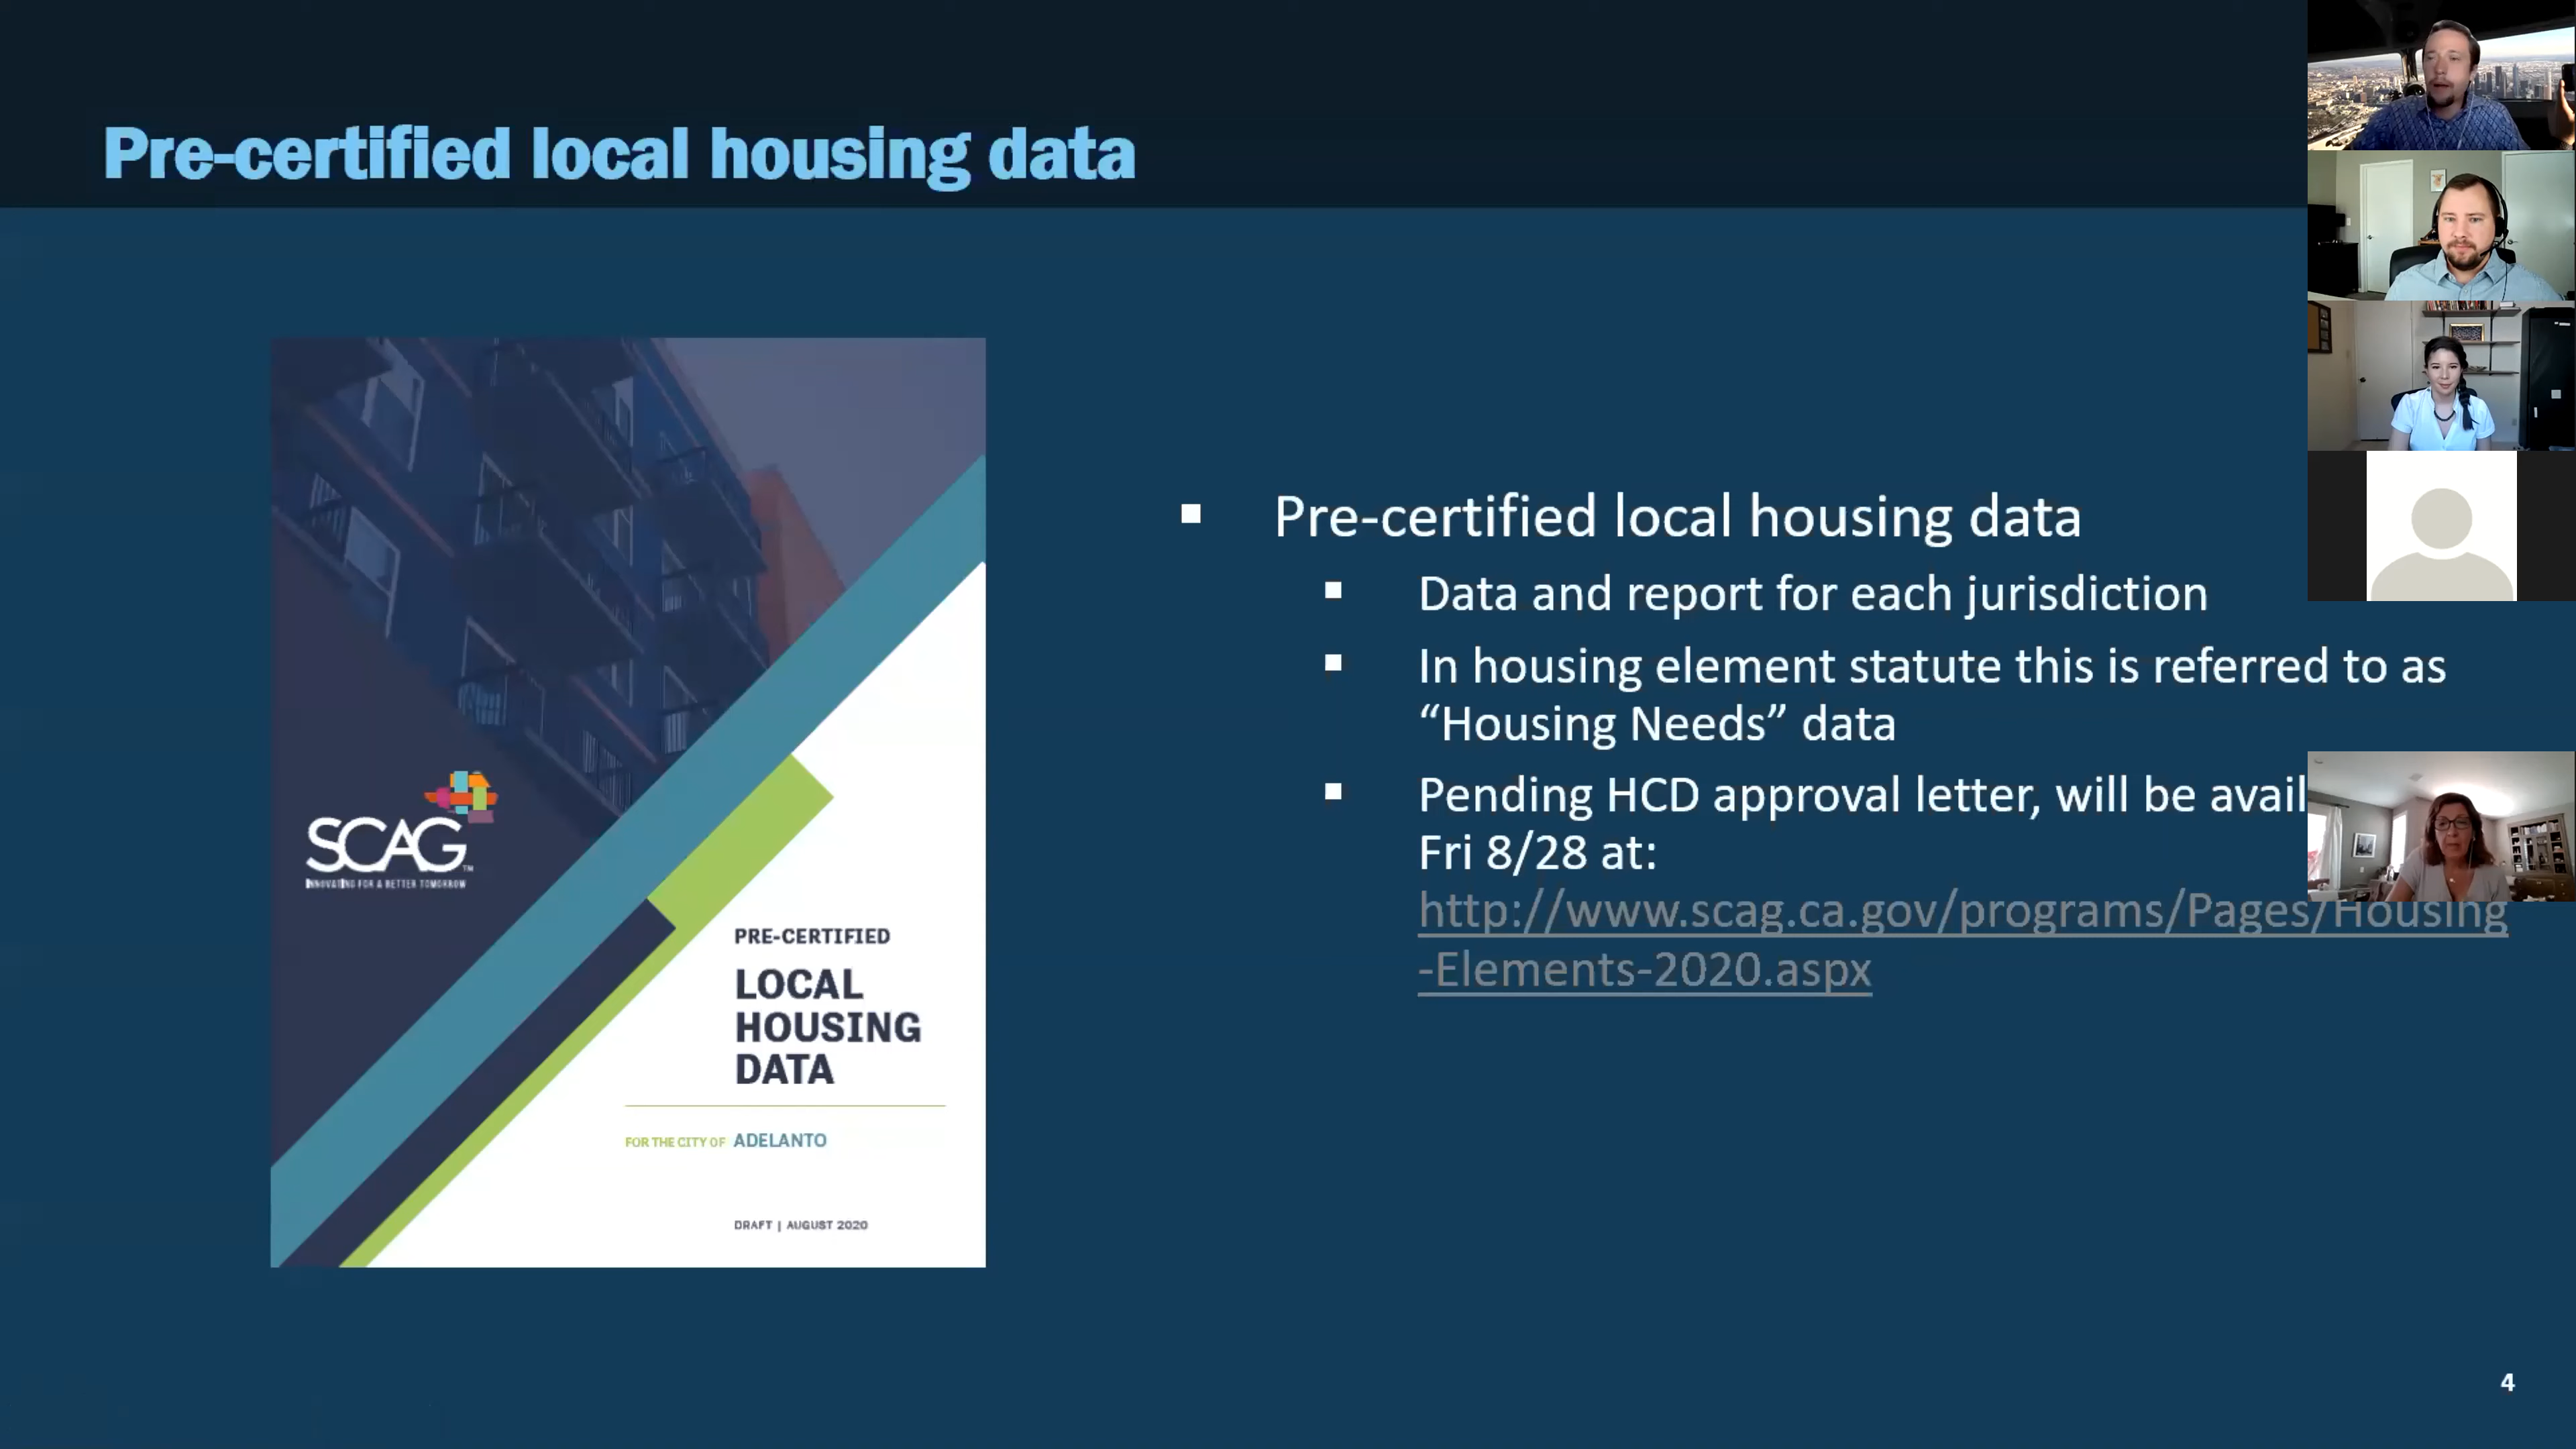 Pre-certified local housing data
SCAG™
INNOVATING FOR A BETTER TOMORROW
PRE-CERTIFIED
LOCAL
HOUSING
DATA
FOR THE CITY OF ADELANTO
DRAFT | AUGUST 2020
▪ Pre-certified local housing data
▪ Data and report for each jurisdiction
▪ In housing element statute this is referred to as
“Housing Needs” data
▪ Pending HCD approval letter, will be avail
Fri 8/28 at:
http://www.scag.ca.gov/programs/Pages/Housing
-Elements-2020.aspx
4